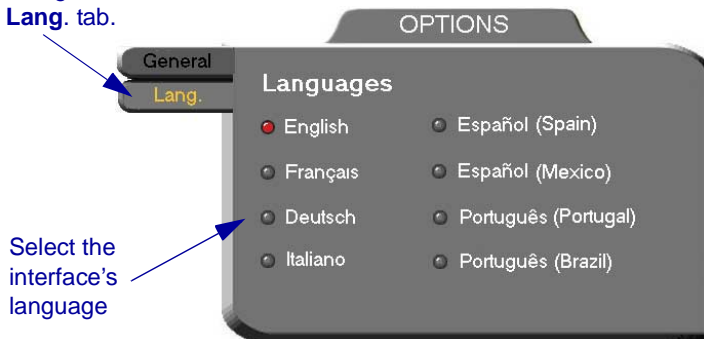 Lang. tab.
OPTIONS
General
Lang.
Languages
English
Français
Deutsch
Italiano
Español (Spain)
Español (Mexico)
Português (Portugal)
Português (Brazil)
Select the
interface's
language